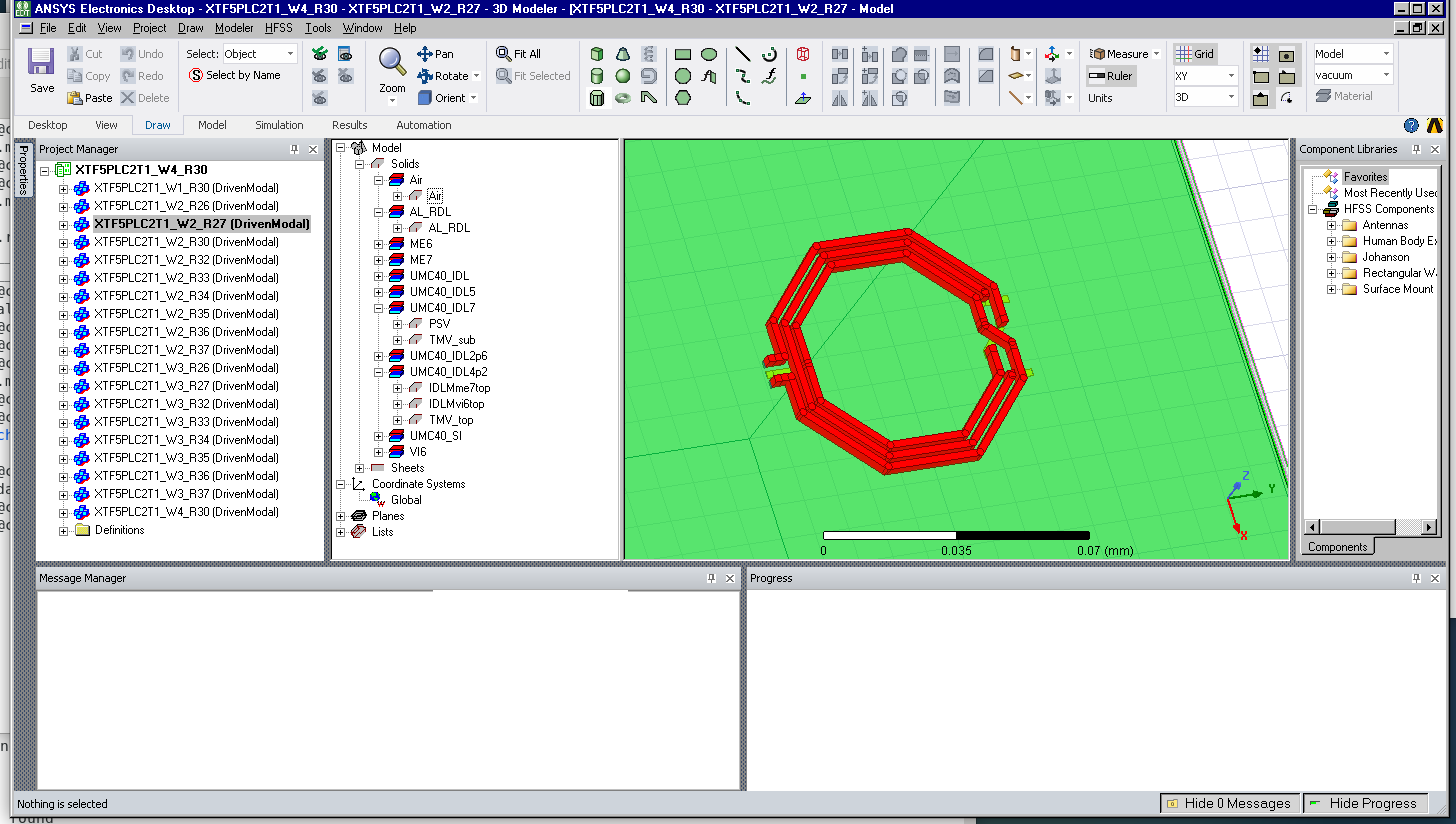 ANSYS Electronics Desktop - XTF5PLC2T1_W4_R30 - XTF5PLC2T1_W2_R27 - 3D Modeler - [XTF5PLC2T1_W4_R30 - XTF5PLC2T1_W2_R27 - Model
File Edit View Project Draw Modeler HFSS Tools Window Help
Save
Cut
Copy
Paste
Undo
Redo
Delete
Select: Object
Select by Name
Zoom
Pan
Rotate
Orient
Fit All
Fit Selected
Measure
Ruler
Units
Grid
XY
3D
Model
vacuum
Material
Desktop View Draw Model Simulation Results Automation
Properties
Project Manager
XTF5PLC2T1_W4_R30
XTF5PLC2T1_W1_R30 (DrivenModal)
XTF5PLC2T1_W2_R26 (DrivenModal)
XTF5PLC2T1_W2_R27 (DrivenModal)
XTF5PLC2T1_W2_R30 (DrivenModal)
XTF5PLC2T1_W2_R32 (DrivenModal)
XTF5PLC2T1_W2_R33 (DrivenModal)
XTF5PLC2T1_W2_R34 (DrivenModal)
XTF5PLC2T1_W2_R35 (DrivenModal)
XTF5PLC2T1_W2_R36 (DrivenModal)
XTF5PLC2T1_W2_R37 (DrivenModal)
XTF5PLC2T1_W3_R26 (DrivenModal)
XTF5PLC2T1_W3_R27 (DrivenModal)
XTF5PLC2T1_W3_R32 (DrivenModal)
XTF5PLC2T1_W3_R33 (DrivenModal)
XTF5PLC2T1_W3_R34 (DrivenModal)
XTF5PLC2T1_W3_R35 (DrivenModal)
XTF5PLC2T1_W3_R36 (DrivenModal)
XTF5PLC2T1_W3_R37 (DrivenModal)
XTF5PLC2T1_W4_R30 (DrivenModal)
Definitions
Model
Solids
Air
Air
AL_RDL
AL_RDL
ME6
ME7
UMC40_IDL
UMC40_IDL5
UMC40_IDL7
PSV
TMV_sub
UMC40_IDL2p6
UMC40_IDL4p2
IDLMme7top
IDLMvi6top
TMV_top
UMC40_SI
VI6
Sheets
Coordinate Systems
Global
Planes
Lists
Z
Y
X
0 0.035 0.07 (mm)
Component Libraries
Favorites
Most Recently Used
HFSS Components
Antennas
Human Body E
Johanson
Rectangular W
Surface Mount
Components
Message Manager
Progress
Nothing is selected
Hide 0 Messages
Hide Progress